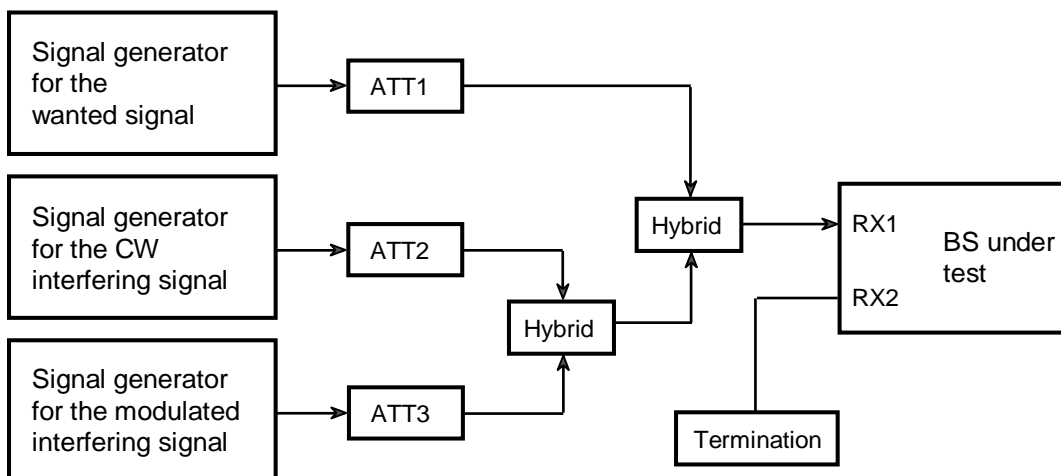 Signal generator
for the
wanted signal
ATT1
Signal generator
for the CW
interfering signal
ATT2
Hybrid
Signal generator
for the modulated
interfering signal
ATT3
Hybrid
RX1
RX2
BS under
test
Termination